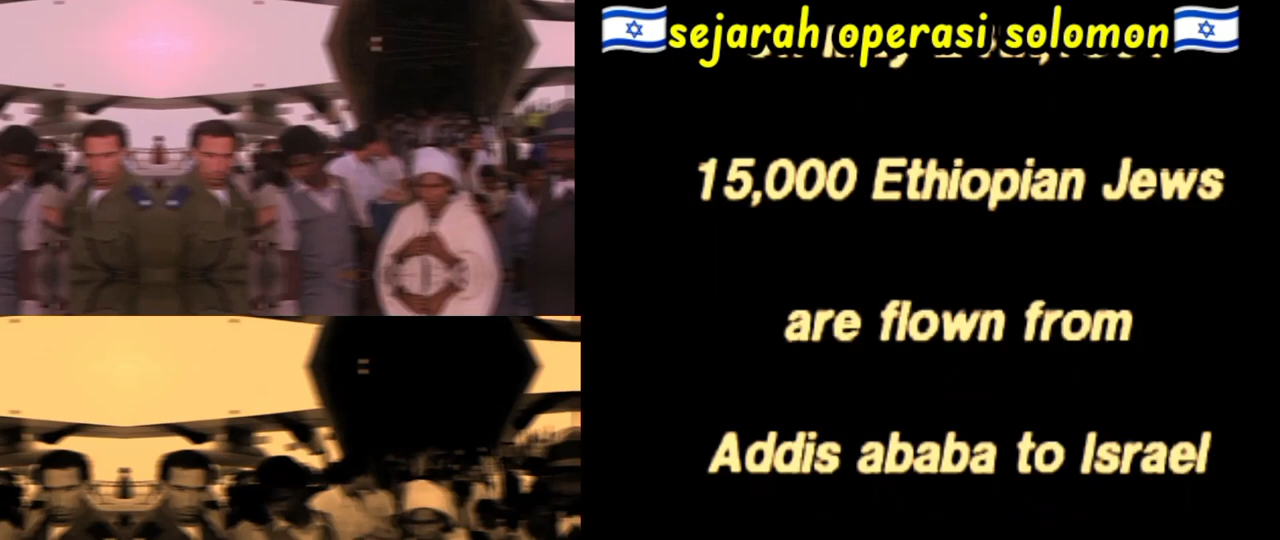 sejarah operasi solomon
15,000 Ethiopian Jews
are flown from
Addis ababa to Israel